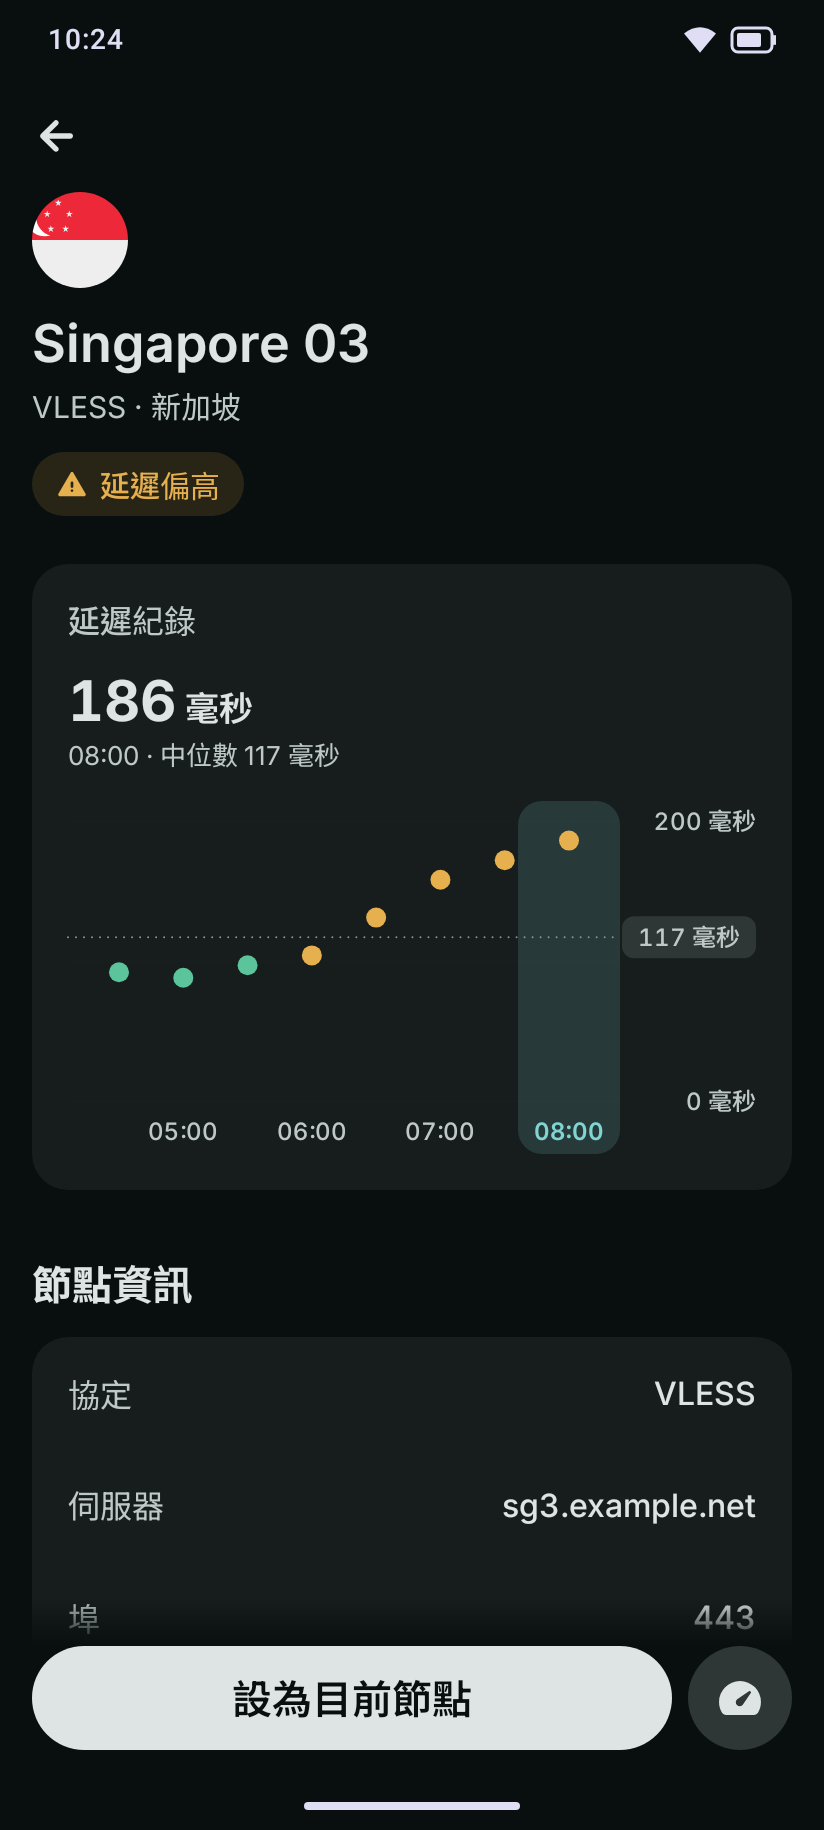 10:24
Singapore 03
VLESS · 新加坡
延遲偏高
延遲紀錄
186 毫秒
08:00 · 中位數 117 毫秒
200 毫秒
117 毫秒
0 毫秒
05:00 06:00 07:00 08:00
節點資訊
協定 VLESS
伺服器 sg3.example.net
埠 443
設為目前節點